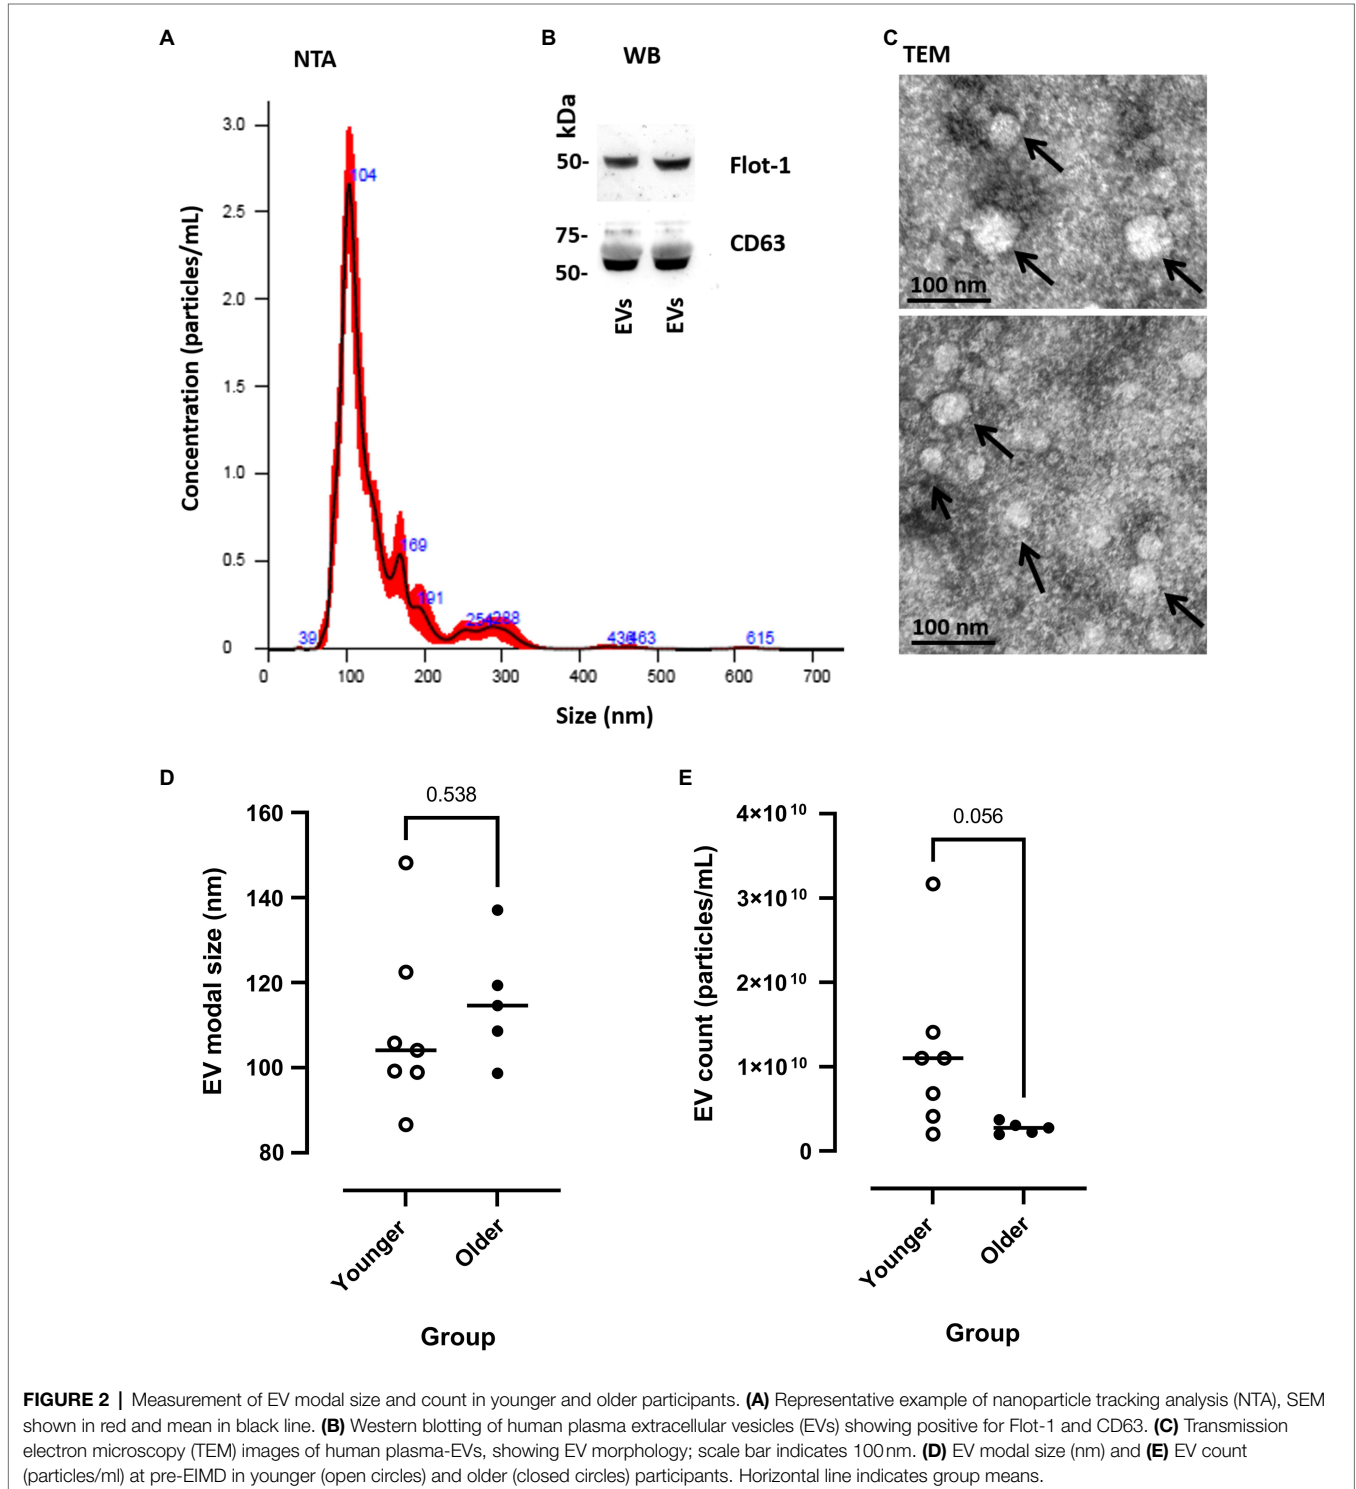 A
NTA
Concentration (particles/mL)
3.0
2.5
2.0
1.5
1.0
0.5
0
104
169
191
254
288
39
463
615
0 100 200 300 400 500 600 700
Size (nm)
B
WB
kDa
50-
Flot-1
75-
CD63
50-
EVs EVs
C
TEM
100 nm
100 nm
D
0.538
EV modal size (nm)
160
140
120
100
80
Younger Older
Group
E
0.056
EV count (particles/mL)
4×10¹⁰
3×10¹⁰
2×10¹⁰
1×10¹⁰
0
Younger Older
Group
FIGURE 2 | Measurement of EV modal size and count in younger and older participants. (A) Representative example of nanoparticle tracking analysis (NTA), SEM
shown in red and mean in black line. (B) Western blotting of human plasma extracellular vesicles (EVs) showing positive for Flot-1 and CD63. (C) Transmission
electron microscopy (TEM) images of human plasma-EVs, showing EV morphology; scale bar indicates 100 nm. (D) EV modal size (nm) and (E) EV count
(particles/ml) at pre-EIMD in younger (open circles) and older (closed circles) participants. Horizontal line indicates group means.